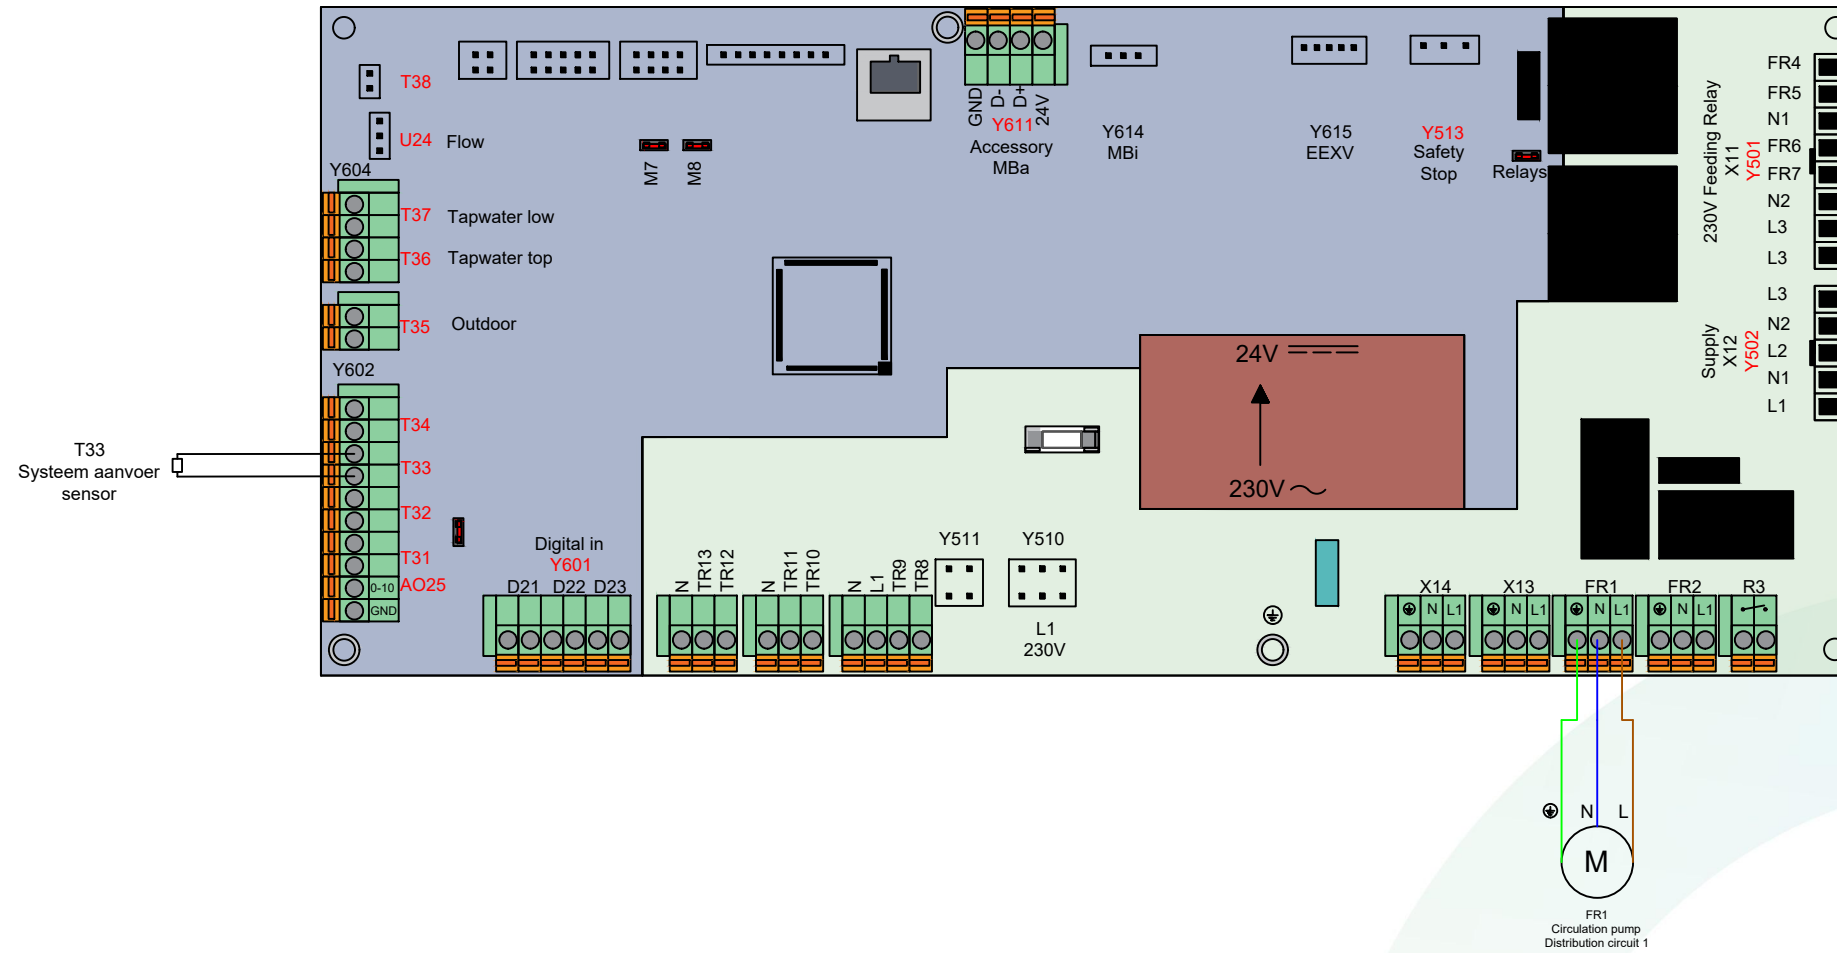 T38
U24 Flow
Y604
T37 Tapwater low
T36 Tapwater top
T35 Outdoor
Y602
T34
T33
T32
T31
0-10 AO25
GND
T33
Systeem aanvoer
sensor
M7
M8
GND
D-
D+
24V
Y611
Accessory
MBa
Y614
MBi
Y615
EEXV
Y513
Safety
Stop
Relays
230V Feeding Relay
X11
Y501
FR4
FR5
N1
FR6
FR7
N2
L3
L3
Supply
X12
Y502
L3
N2
L2
N1
L1
24V
230V
Digital in
Y601
D21 D22 D23
N
TR13
TR12
N
TR11
TR10
N
L1
TR9
TR8
Y511
Y510
L1
230V
X14
N L1
X13
N L1
FR1
N L1
FR2
N L1
R3
N L
M
FR1
Circulation pump
Distribution circuit 1